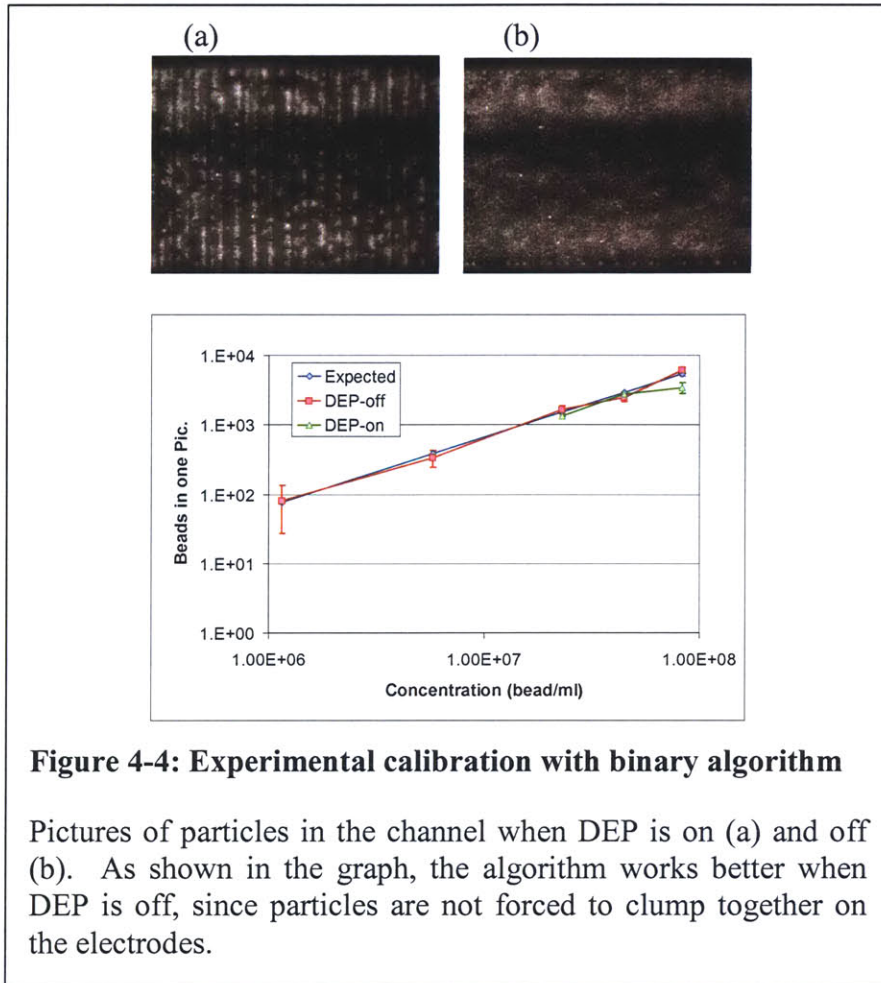 (a) (b)
1.E+04
1.E+03
1.E+02
1.E+01
1.E+00
Beads in one Pic.
Expected
DEP-off
DEP-on
1.00E+06 1.00E+07 1.00E+08
Concentration (bead/ml)
Figure 4-4: Experimental calibration with binary algorithm
Pictures of particles in the channel when DEP is on (a) and off
(b). As shown in the graph, the algorithm works better when
DEP is off, since particles are not forced to clump together on
the electrodes.